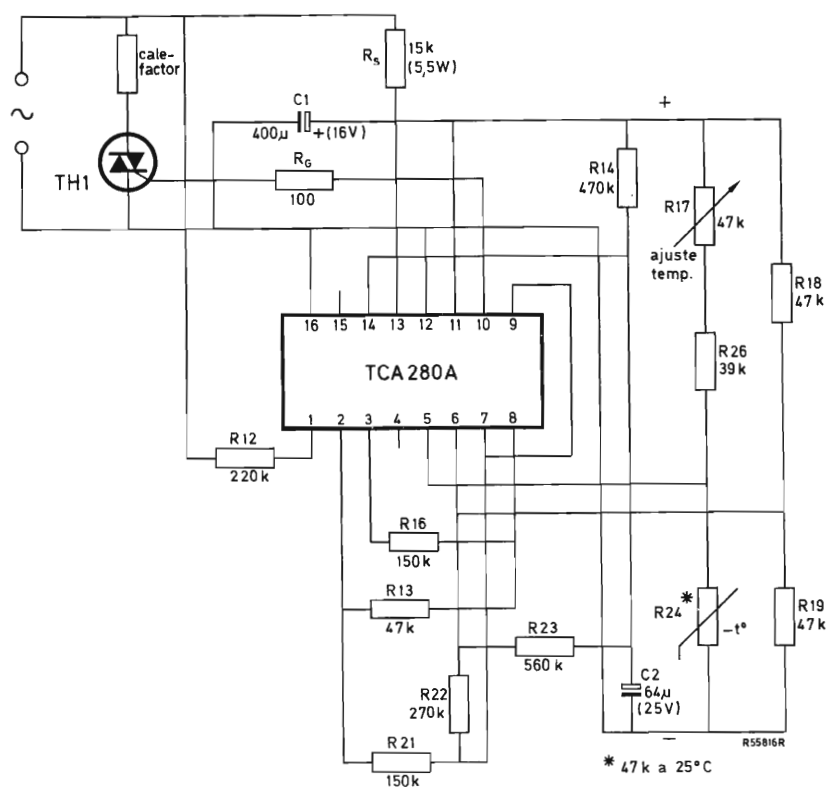 cale-
factor
R_S
15k
(5,5W)
C1
400µ
+(16V)
+
~
TH1
R_G
100
R14
470k
R17
47k
ajuste
temp.
R18
47k
R26
39k
16 15 14 13 12 11 10 9
TCA280A
1 2 3 4 5 6 7 8
R12
220k
R16
150k
R13
47k
R24
*
-t°
R19
47k
R23
560k
R22
270k
C2
64µ
(25V)
R21
150k
-
R55816R
* 47k a 25°C